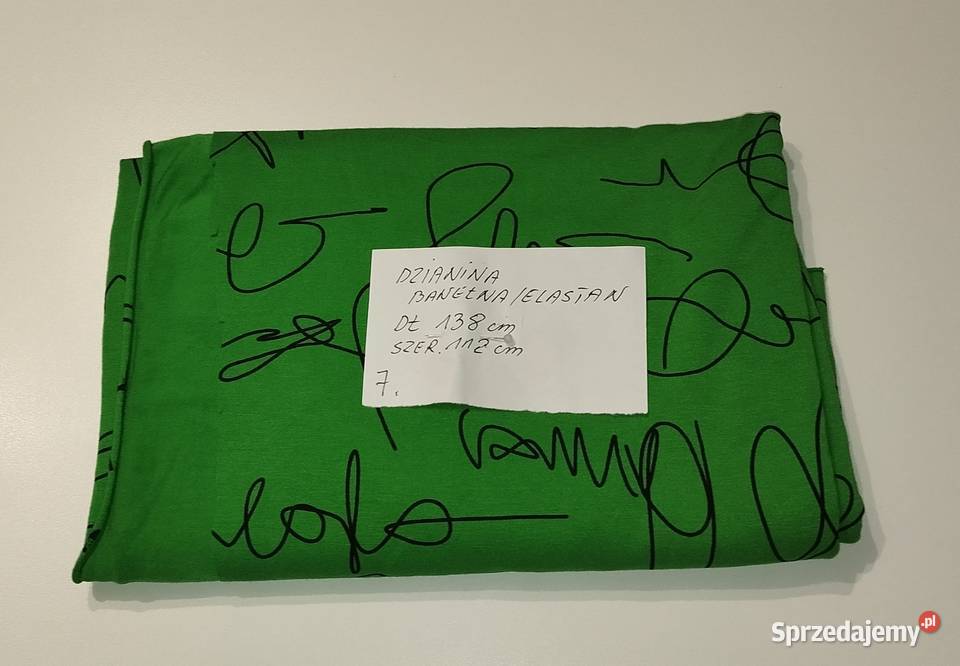 DZIANINA
BAWEŁNA/ELASTAN
DŁ 138 cm
SZER. 112 cm
7.
Sprzedajemy.pl